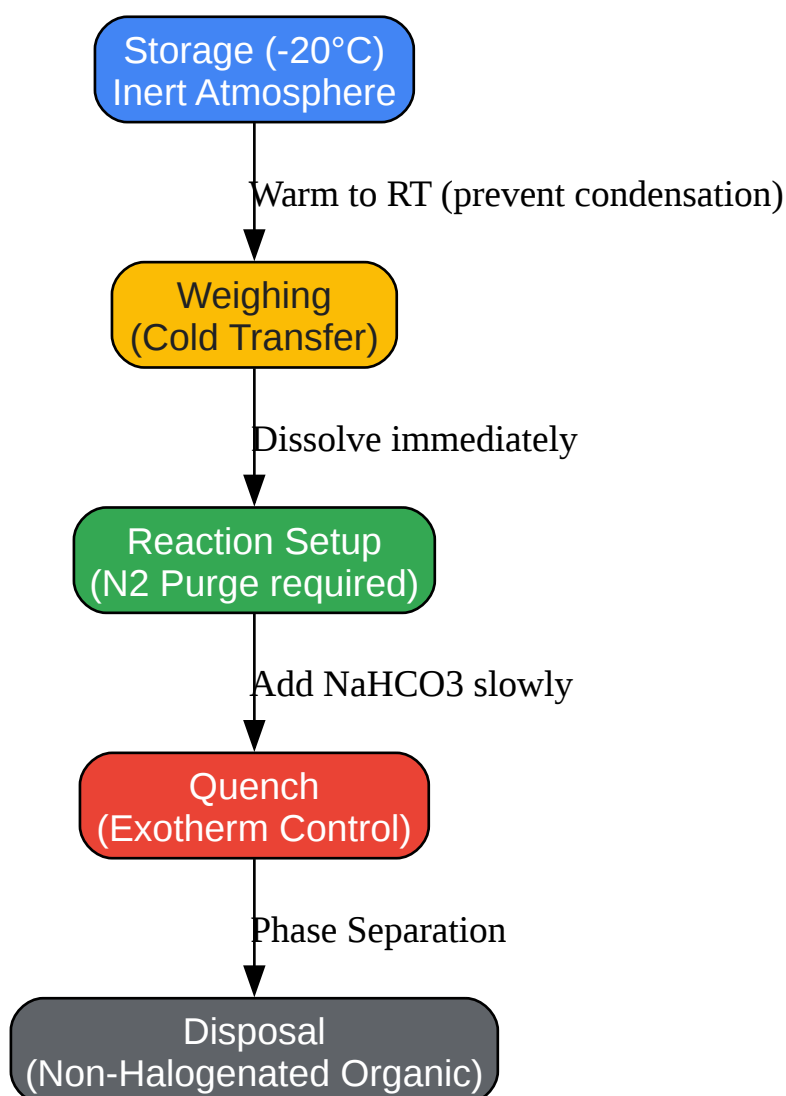 Storage (-20°C)
Inert Atmosphere
Warm to RT (prevent condensation)
Weighing
(Cold Transfer)
Dissolve immediately
Reaction Setup
(N2 Purge required)
Add NaHCO3 slowly
Quench
(Exotherm Control)
Phase Separation
Disposal
(Non-Halogenated Organic)